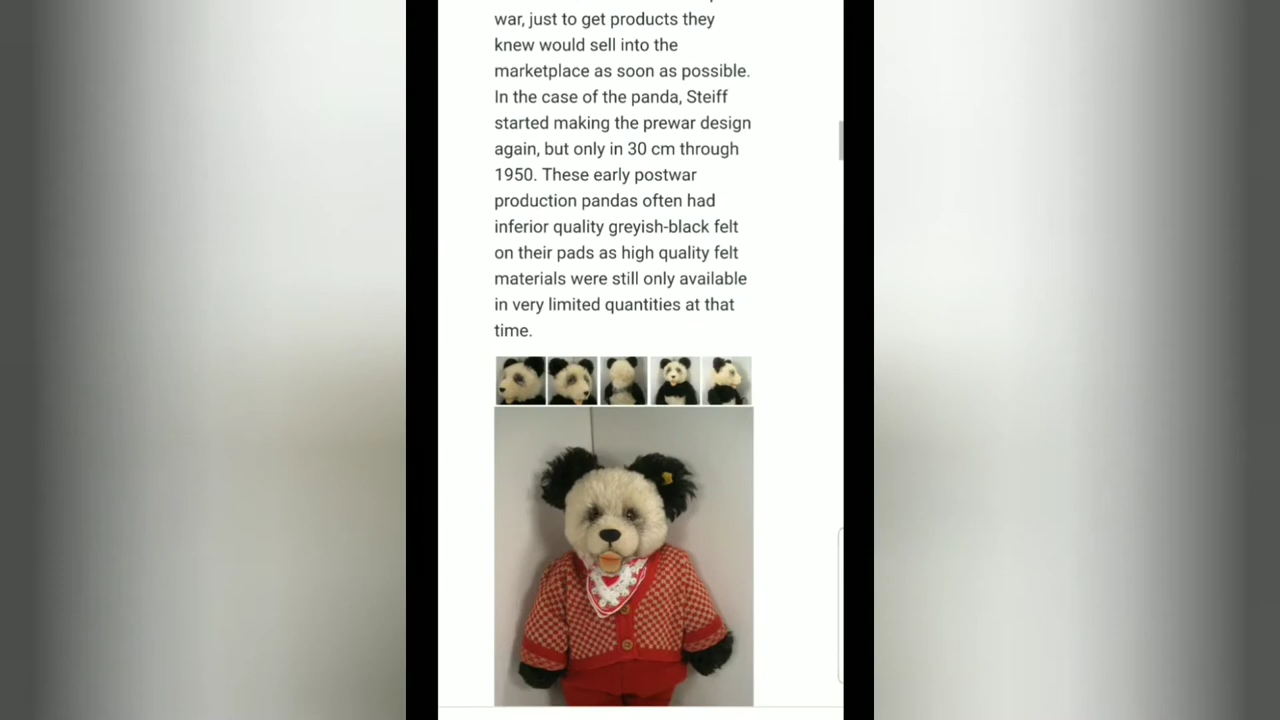 war, just to get products they
knew would sell into the
marketplace as soon as possible.
In the case of the panda, Steiff
started making the prewar design
again, but only in 30 cm through
1950. These early postwar
production pandas often had
inferior quality greyish-black felt
on their pads as high quality felt
materials were still only available
in very limited quantities at that
time.